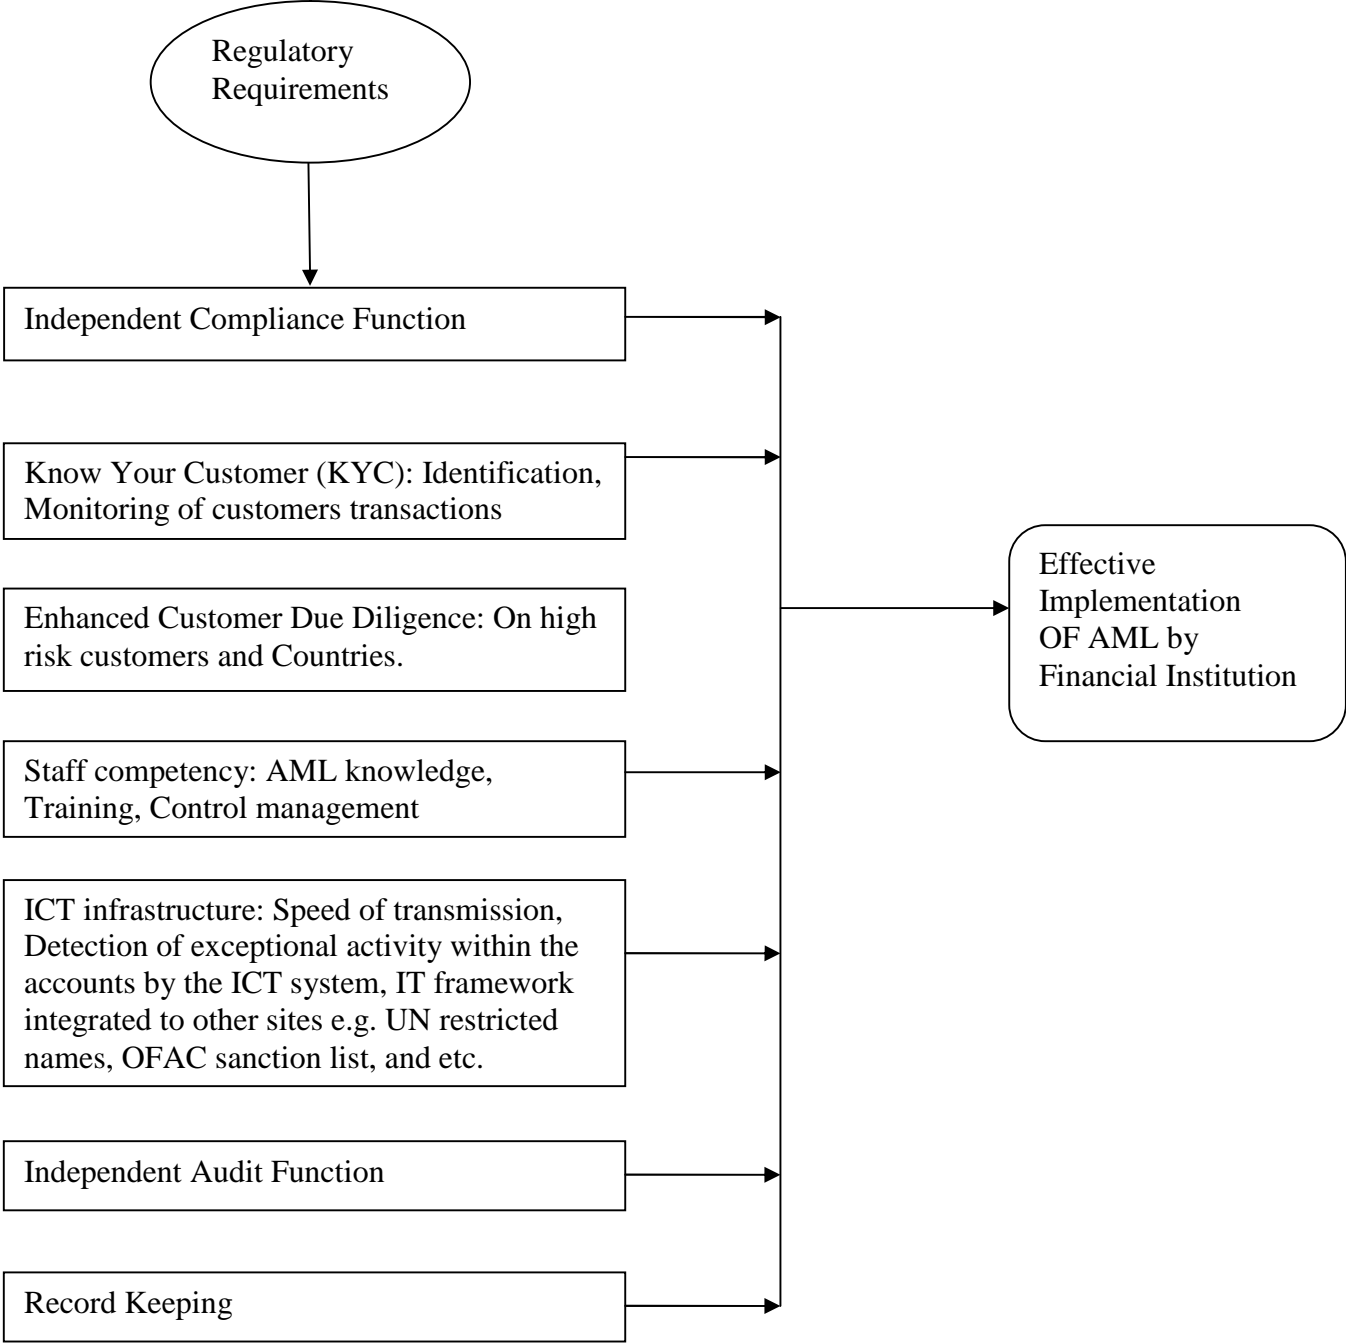 Regulatory
Requirements
Independent Compliance Function
Know Your Customer (KYC): Identification,
Monitoring of customers transactions
Enhanced Customer Due Diligence: On high
risk customers and Countries.
Effective
Implementation
OF AML by
Financial Institution
Staff competency: AML knowledge,
Training, Control management
ICT infrastructure: Speed of transmission,
Detection of exceptional activity within the
accounts by the ICT system, IT framework
integrated to other sites e.g. UN restricted
names, OFAC sanction list, and etc.
Independent Audit Function
Record Keeping